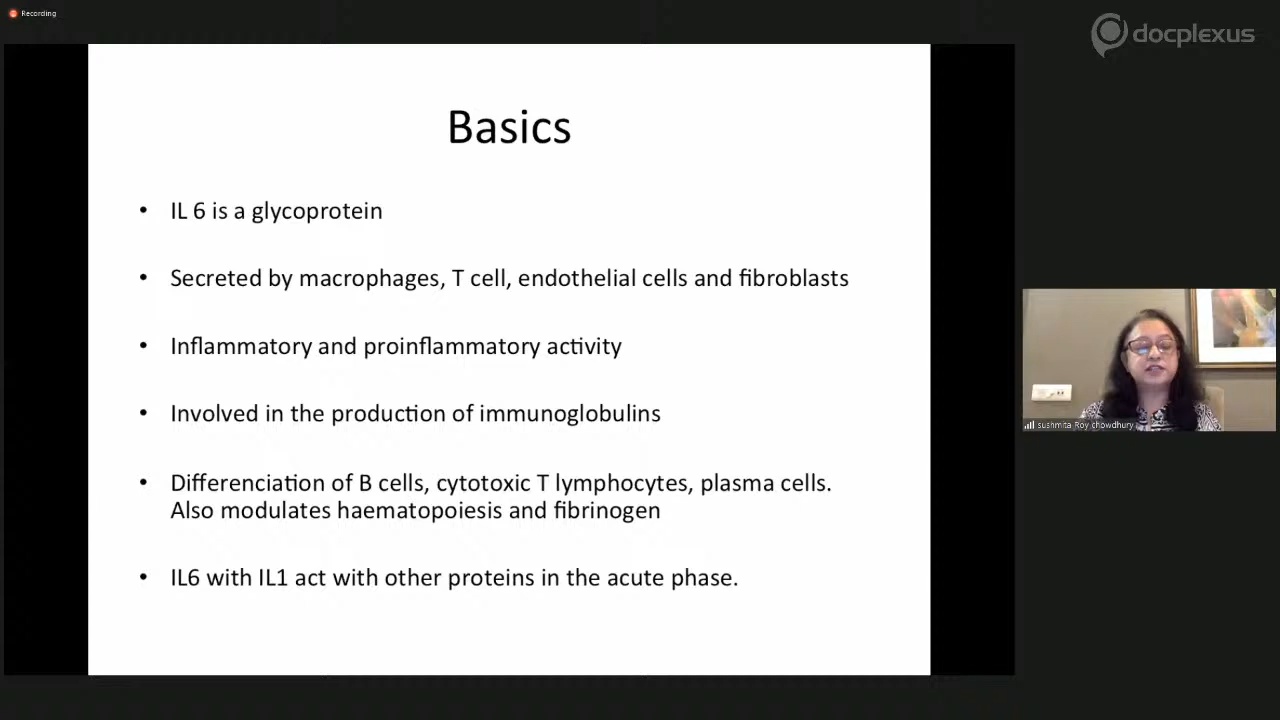 Recording
docplexus
Basics
• IL 6 is a glycoprotein
• Secreted by macrophages, T cell, endothelial cells and fibroblasts
• Inflammatory and proinflammatory activity
• Involved in the production of immunoglobulins
• Differenciation of B cells, cytotoxic T lymphocytes, plasma cells.
Also modulates haematopoiesis and fibrinogen
• IL6 with IL1 act with other proteins in the acute phase.
sushmita Roy chowdhury